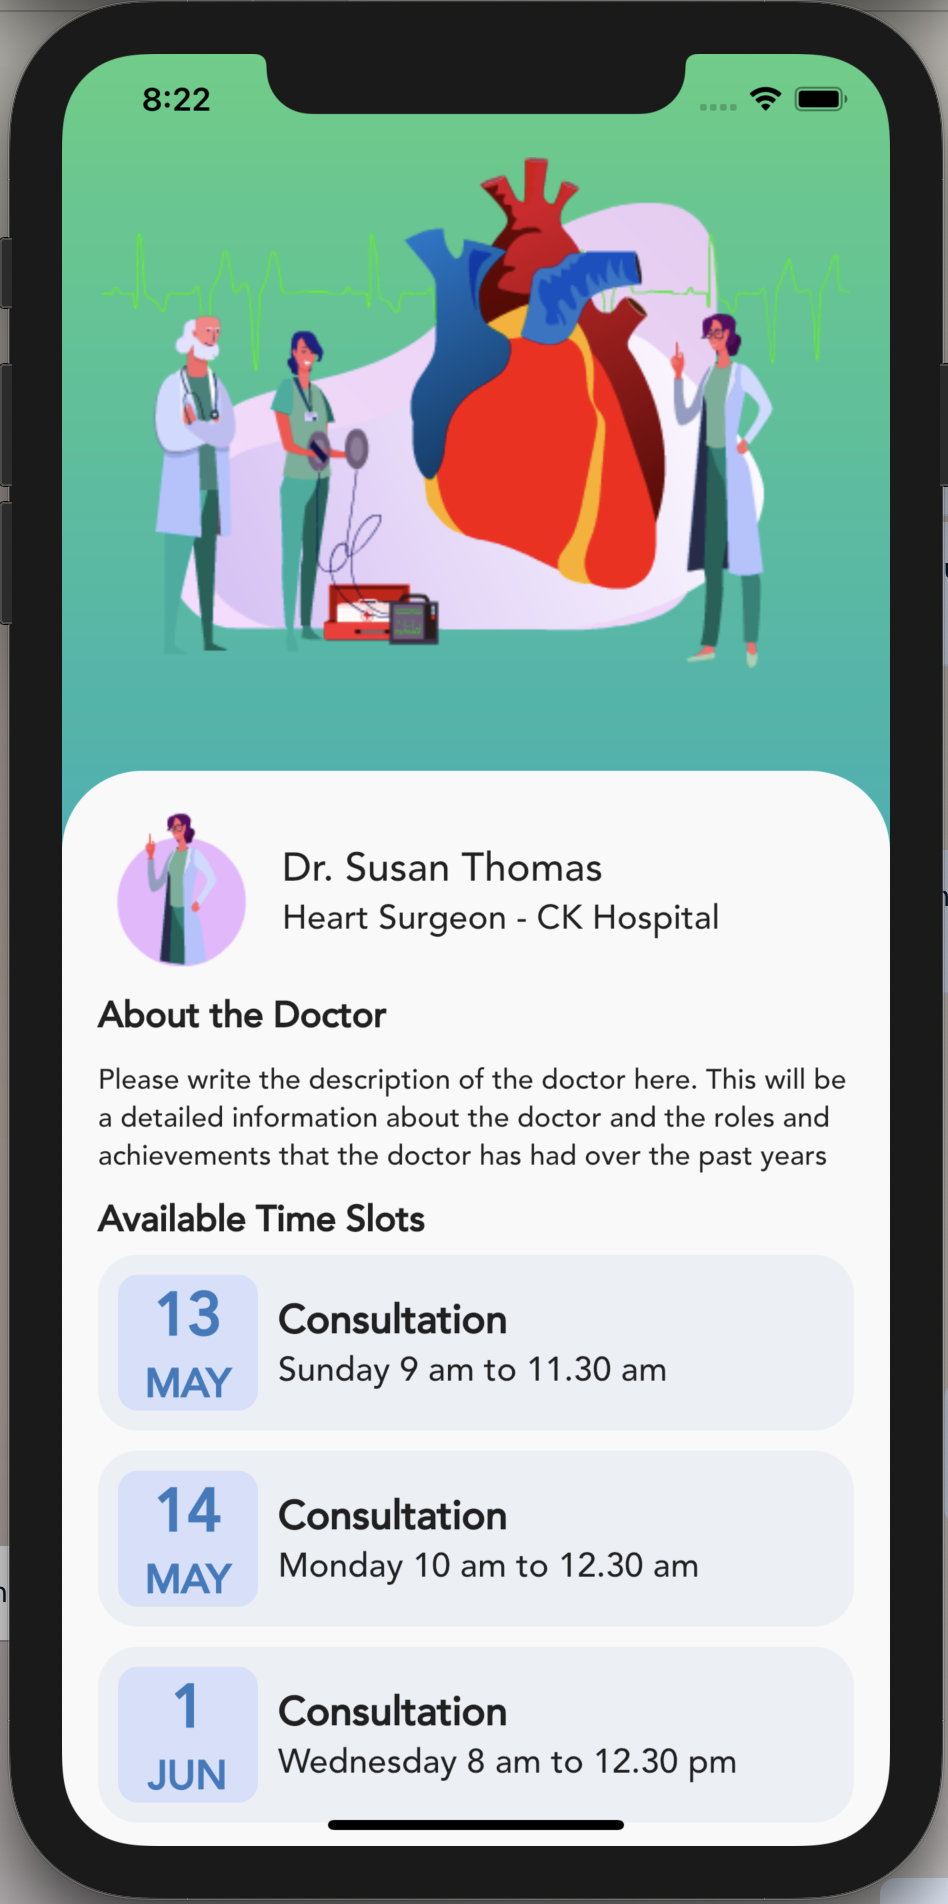 8:22
Dr. Susan Thomas
Heart Surgeon - CK Hospital
About the Doctor
Please write the description of the doctor here. This will be
a detailed information about the doctor and the roles and
achievements that the doctor has had over the past years
Available Time Slots
13
MAY
Consultation
Sunday 9 am to 11.30 am
14
MAY
Consultation
Monday 10 am to 12.30 am
1
JUN
Consultation
Wednesday 8 am to 12.30 pm